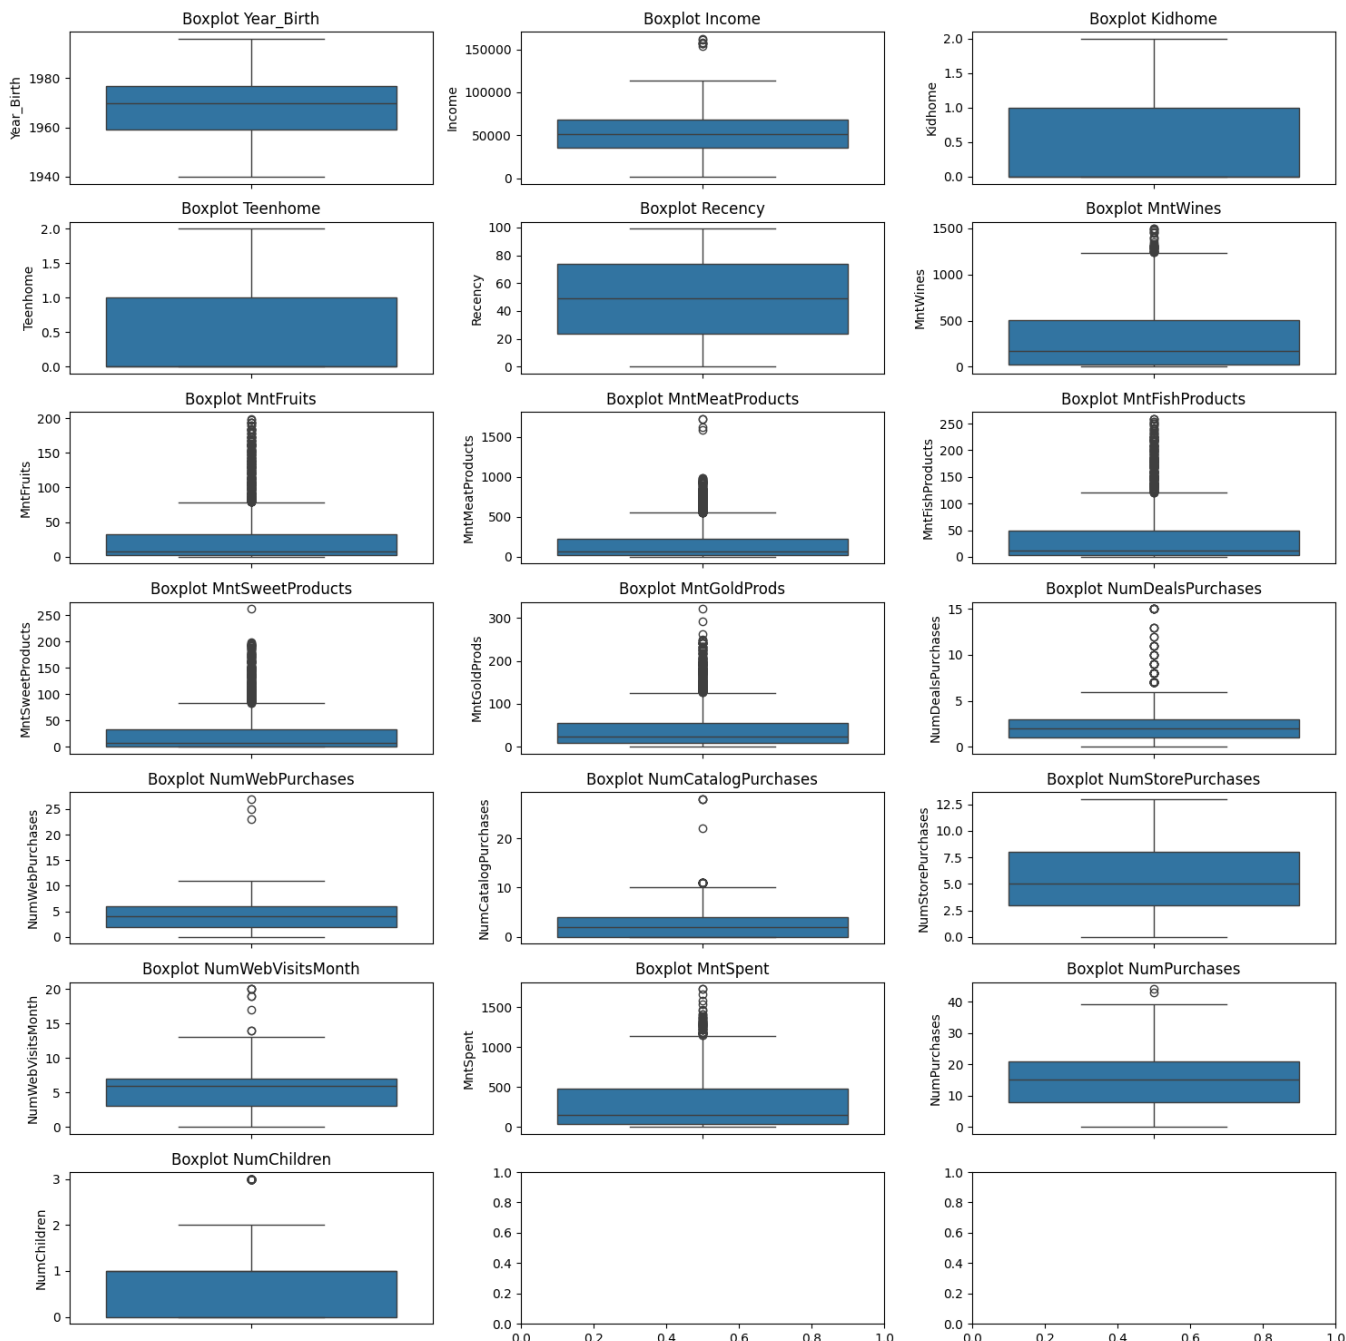 Boxplot Year_Birth
Year_Birth
1980
1960
1940
Boxplot Income
Income
150000
100000
50000
0
Boxplot Kidhome
Kidhome
2.0
1.5
1.0
0.5
0.0
Boxplot Teenhome
Teenhome
2.0
1.5
1.0
0.5
0.0
Boxplot Recency
Recency
100
80
60
40
20
0
Boxplot MntWines
MntWines
1500
1000
500
0
Boxplot MntFruits
MntFruits
200
150
100
50
0
Boxplot MntMeatProducts
MntMeatProducts
1500
1000
500
0
Boxplot MntFishProducts
MntFishProducts
250
200
150
100
50
0
Boxplot MntSweetProducts
MntSweetProducts
250
200
150
100
50
0
Boxplot MntGoldProds
MntGoldProds
300
200
100
0
Boxplot NumDealsPurchases
NumDealsPurchases
15
10
5
0
Boxplot NumWebPurchases
NumWebPurchases
25
20
15
10
5
0
Boxplot NumCatalogPurchases
NumCatalogPurchases
20
10
0
Boxplot NumStorePurchases
NumStorePurchases
12.5
10.0
7.5
5.0
2.5
0.0
Boxplot NumWebVisitsMonth
NumWebVisitsMonth
20
15
10
5
0
Boxplot MntSpent
MntSpent
1500
1000
500
0
Boxplot NumPurchases
NumPurchases
40
30
20
10
0
Boxplot NumChildren
NumChildren
3
2
1
0
1.0
0.8
0.6
0.4
0.2
0.0
0.0 0.2 0.4 0.6 0.8 1.0
1.0
0.8
0.6
0.4
0.2
0.0
0.0 0.2 0.4 0.6 0.8 1.0